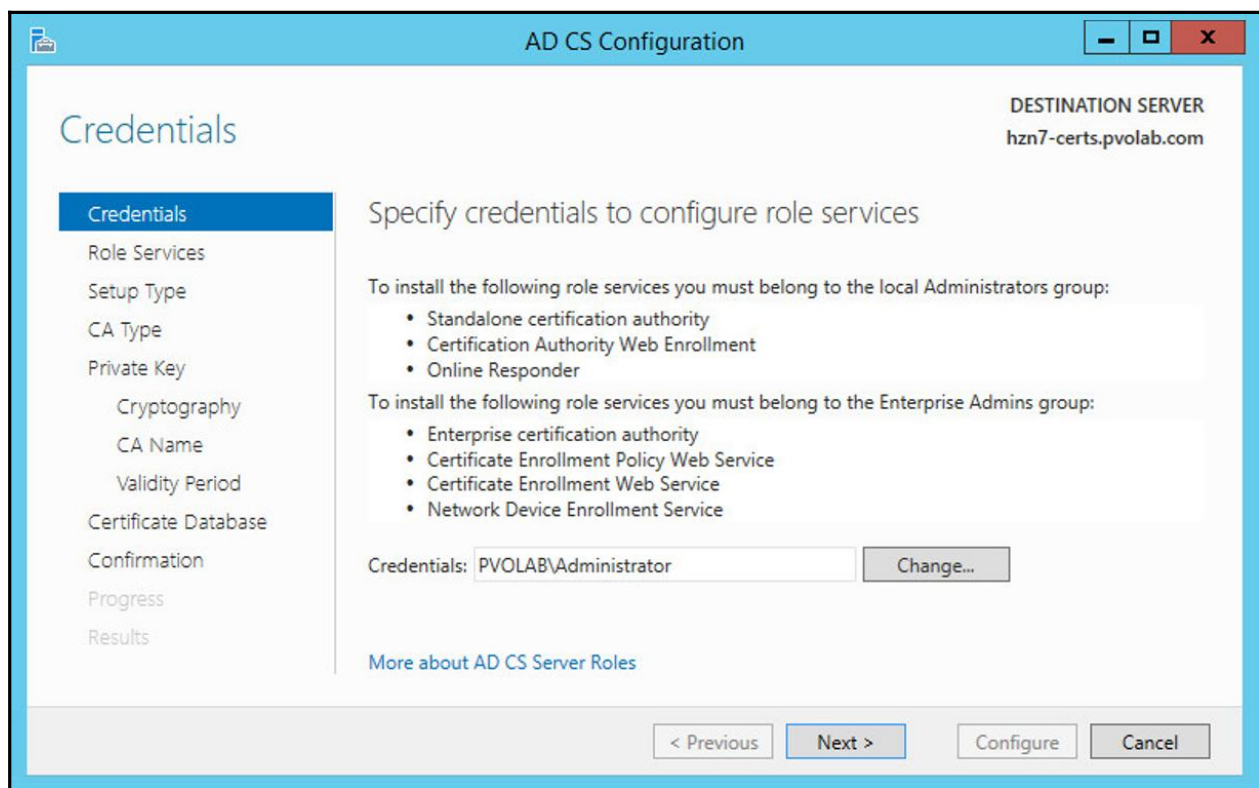 AD CS Configuration
Credentials
DESTINATION SERVER
hzn7-certs.pvolab.com
Credentials
Role Services
Setup Type
CA Type
Private Key
Cryptography
CA Name
Validity Period
Certificate Database
Confirmation
Progress
Results
Specify credentials to configure role services
To install the following role services you must belong to the local Administrators group:
• Standalone certification authority
• Certification Authority Web Enrollment
• Online Responder
To install the following role services you must belong to the Enterprise Admins group:
• Enterprise certification authority
• Certificate Enrollment Policy Web Service
• Certificate Enrollment Web Service
• Network Device Enrollment Service
Credentials: PVOLAB\Administrator Change...
More about AD CS Server Roles
< Previous Next > Configure Cancel